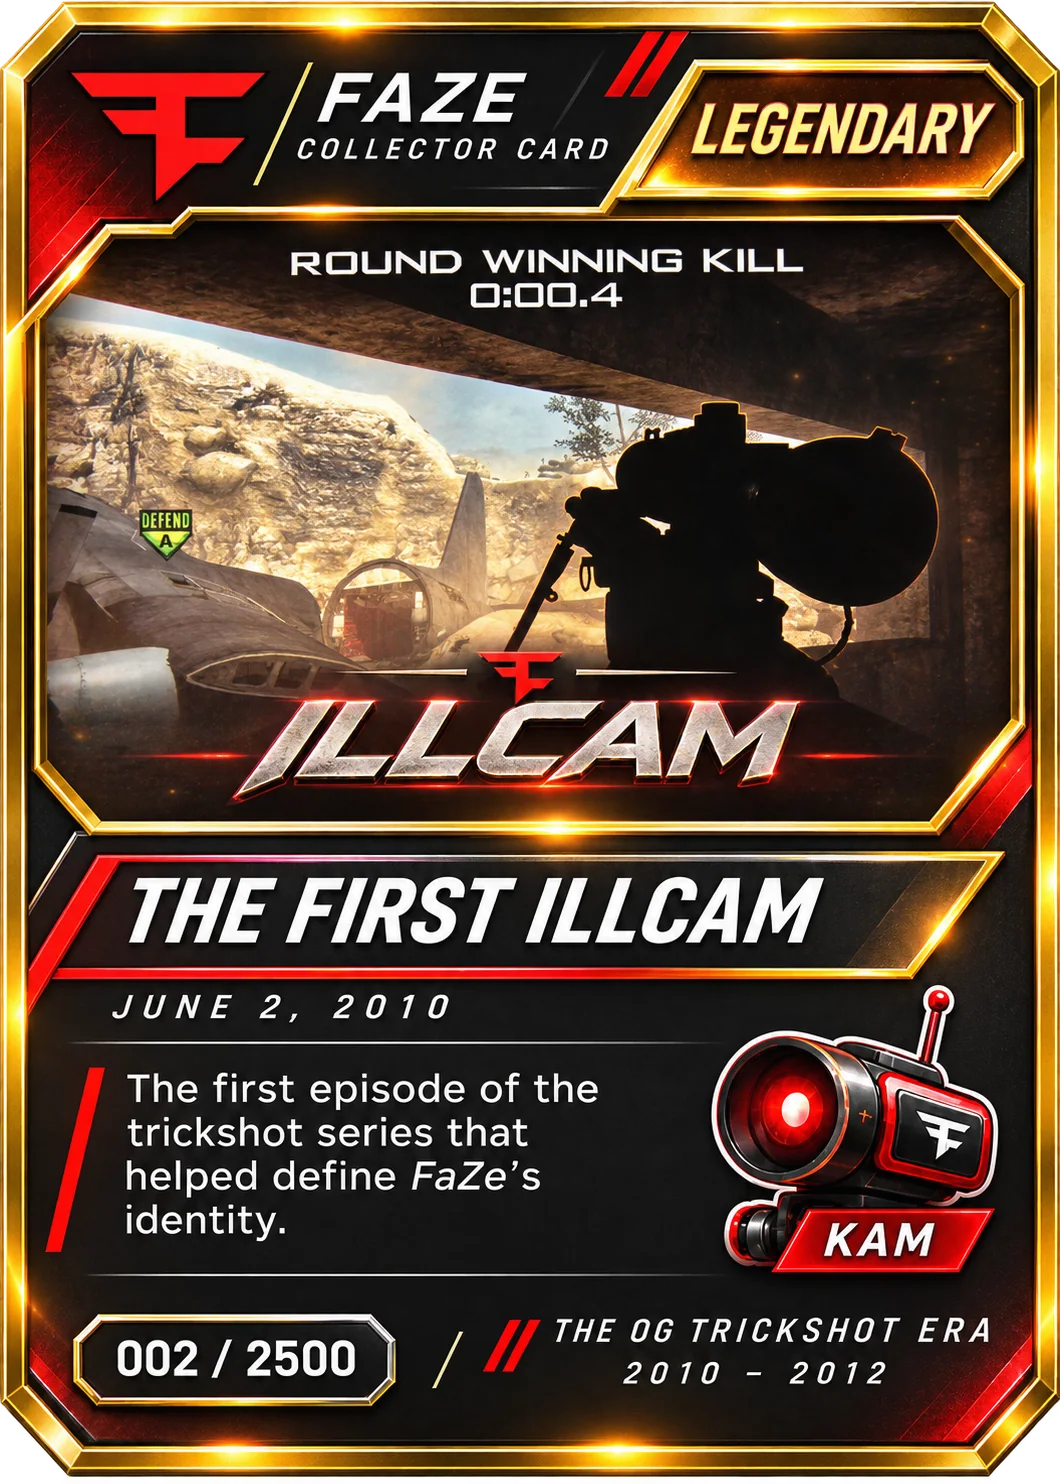 FAZE
COLLECTOR CARD
LEGENDARY
ROUND WINNING KILL
0:00.4
DEFEND
A
ILLCAM
THE FIRST ILLCAM
JUNE 2, 2010
The first episode of the
trickshot series that
helped define FaZe's
identity.
KAM
002 / 2500
THE OG TRICKSHOT ERA
2010 – 2012